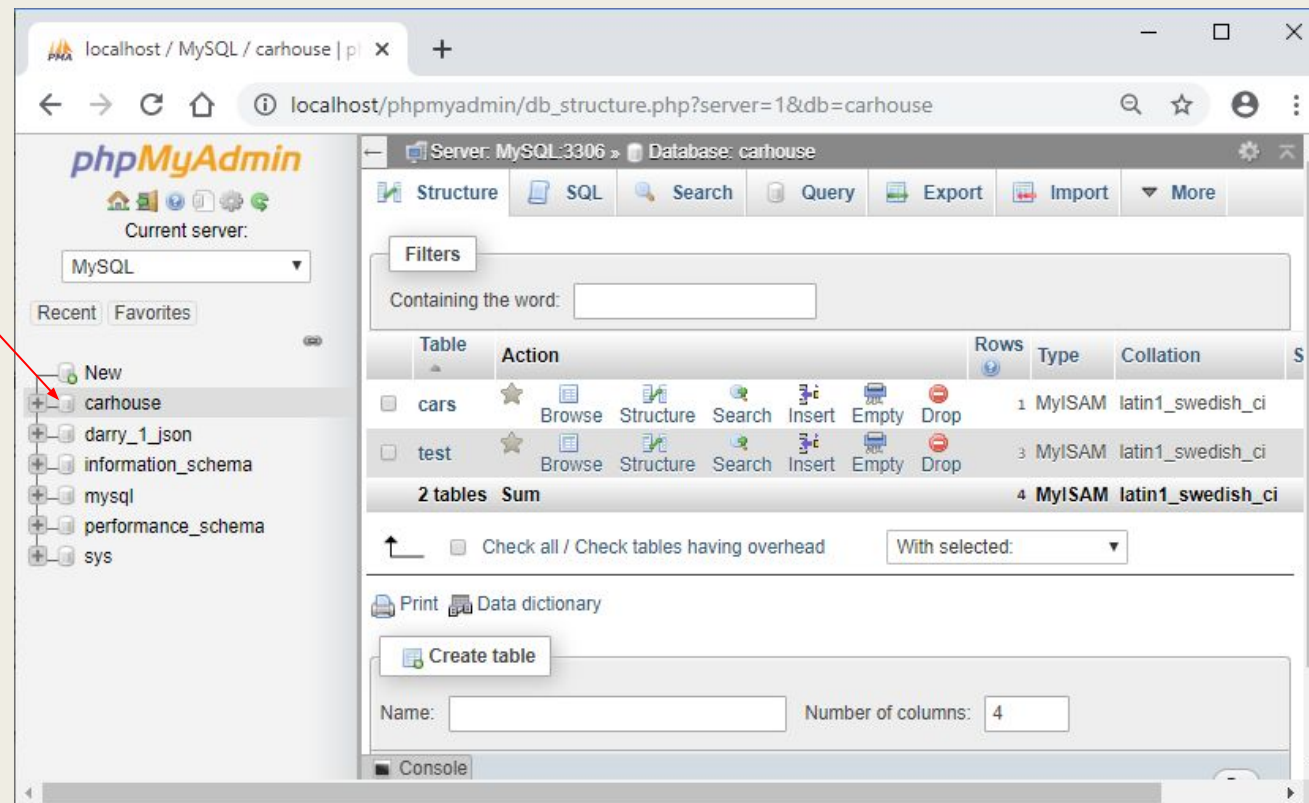 localhost / MySQL / carhouse | p
localhost/phpmyadmin/db_structure.php?server=1&db=carhouse
phpMyAdmin
Current server:
MySQL
Recent Favorites
New
carhouse
darry_1_json
information_schema
mysql
performance_schema
sys
Server: MySQL:3306 » Database: carhouse
Structure SQL Search Query Export Import More
Filters
Containing the word:
Table Action Rows Type Collation S
cars Browse Structure Search Insert Empty Drop 1 MyISAM latin1_swedish_ci
test Browse Structure Search Insert Empty Drop 3 MyISAM latin1_swedish_ci
2 tables Sum 4 MyISAM latin1_swedish_ci
Check all / Check tables having overhead With selected:
Print Data dictionary
Create table
Name: Number of columns: 4
Console